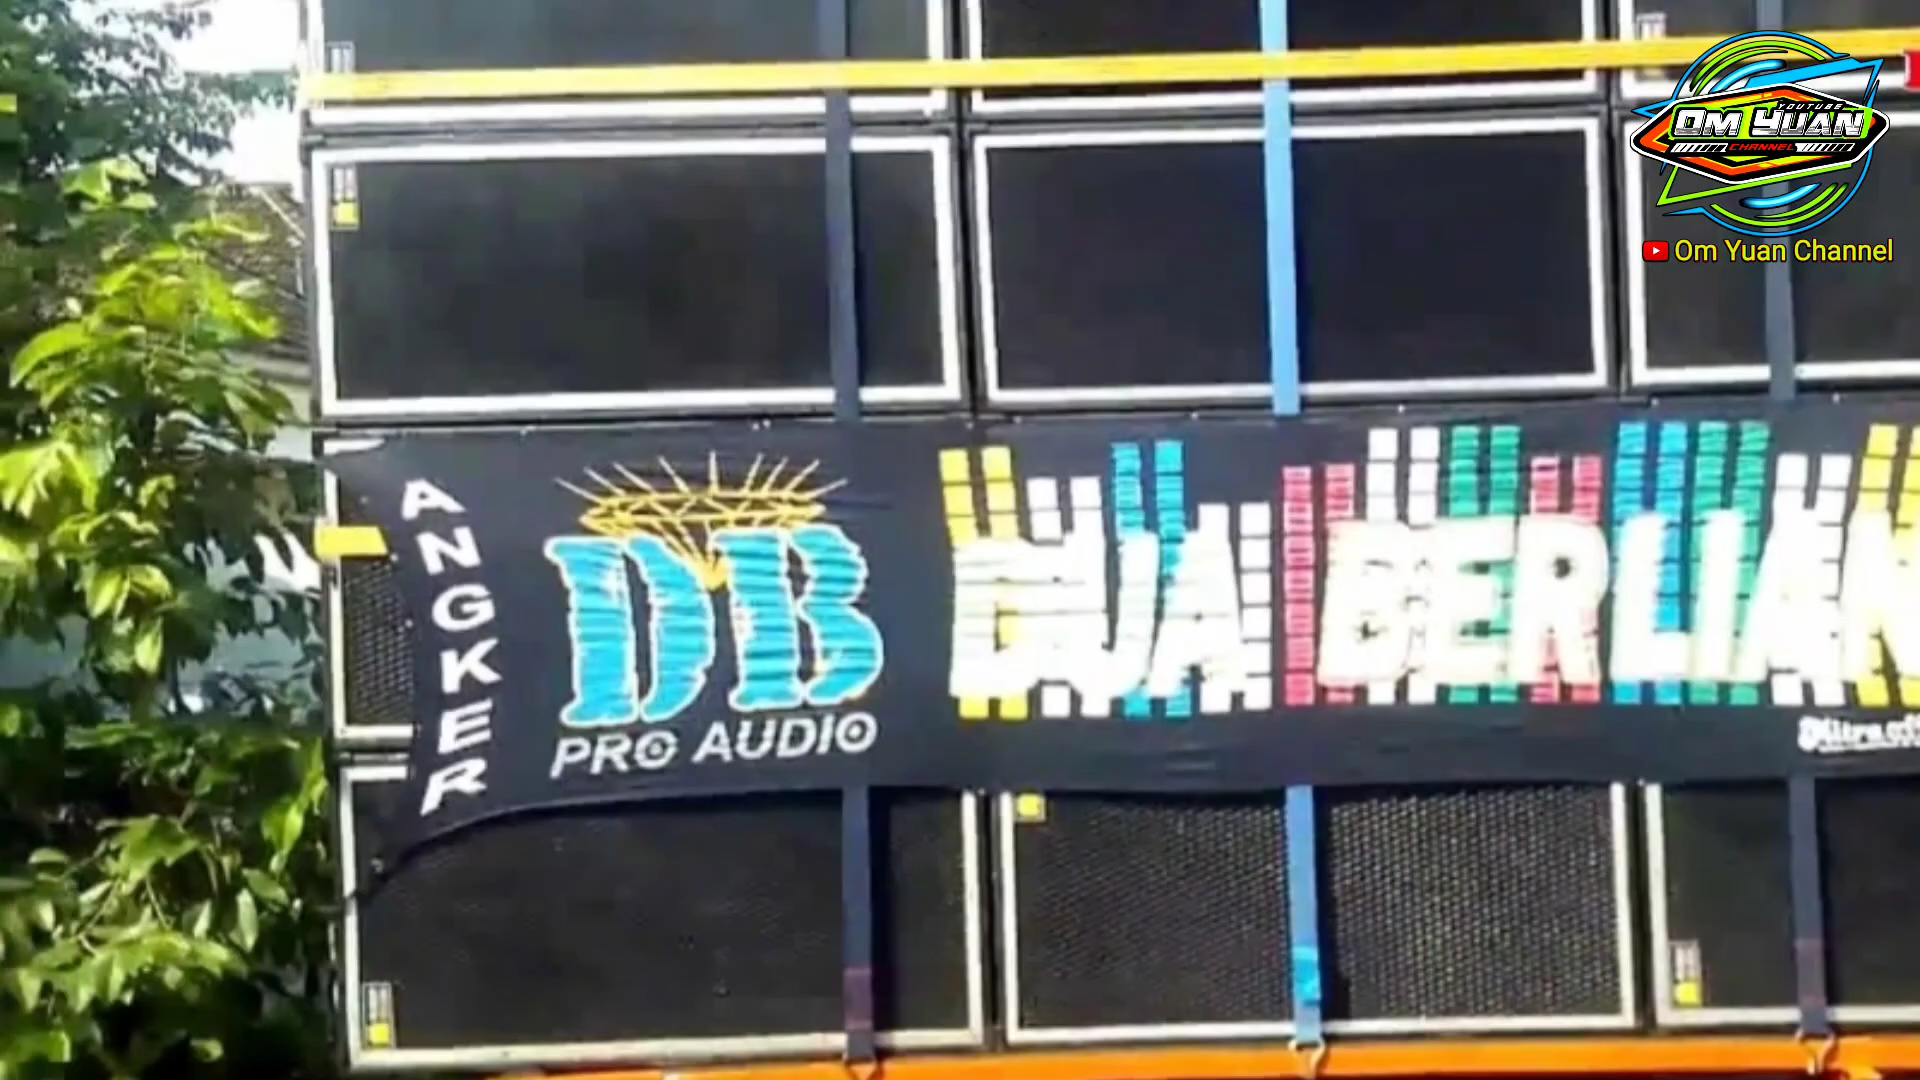 YOUTUBE
OM YUAN
CHANNEL
Om Yuan Channel
ANGKER
DB
PRO AUDIO
DUA BERLIAN